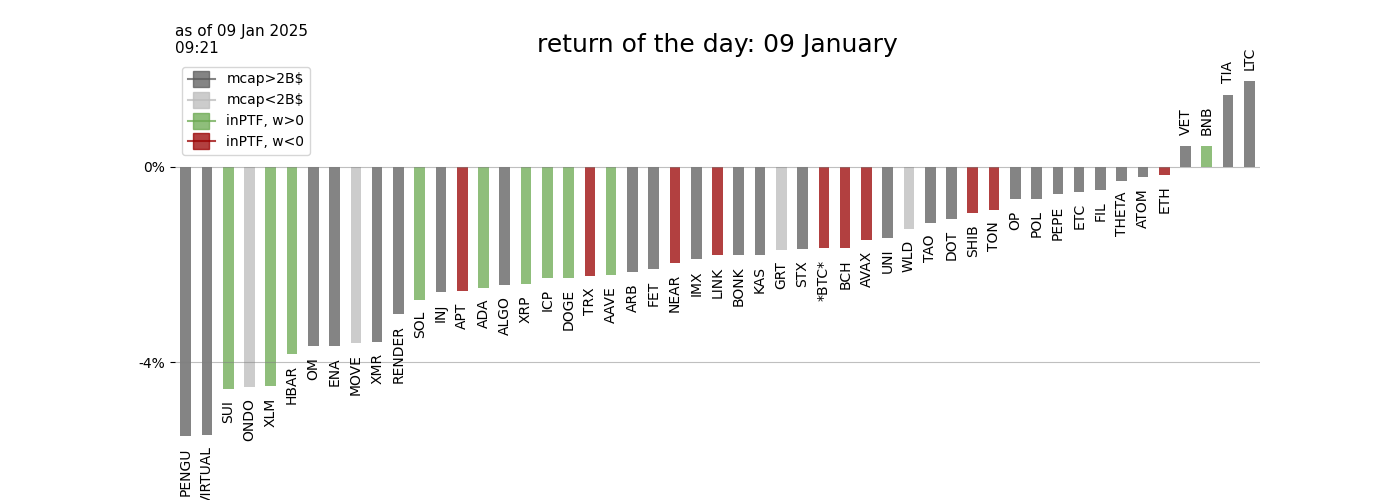 as of 09 Jan 2025
09:21
return of the day: 09 January
mcap>2B$
mcap<2B$
inPTF, w>0
inPTF, w<0
0%
-4%
PENGU
VIRTUAL
SUI
ONDO
XLM
HBAR
OM
ENA
MOVE
XMR
RENDER
SOL
INJ
APT
ADA
ALGO
XRP
ICP
DOGE
TRX
AAVE
ARB
FET
NEAR
IMX
LINK
BONK
KAS
GRT
STX
*BTC*
BCH
AVAX
UNI
WLD
TAO
DOT
SHIB
TON
OP
POL
PEPE
ETC
FIL
THETA
ATOM
ETH
VET
BNB
TIA
LTC